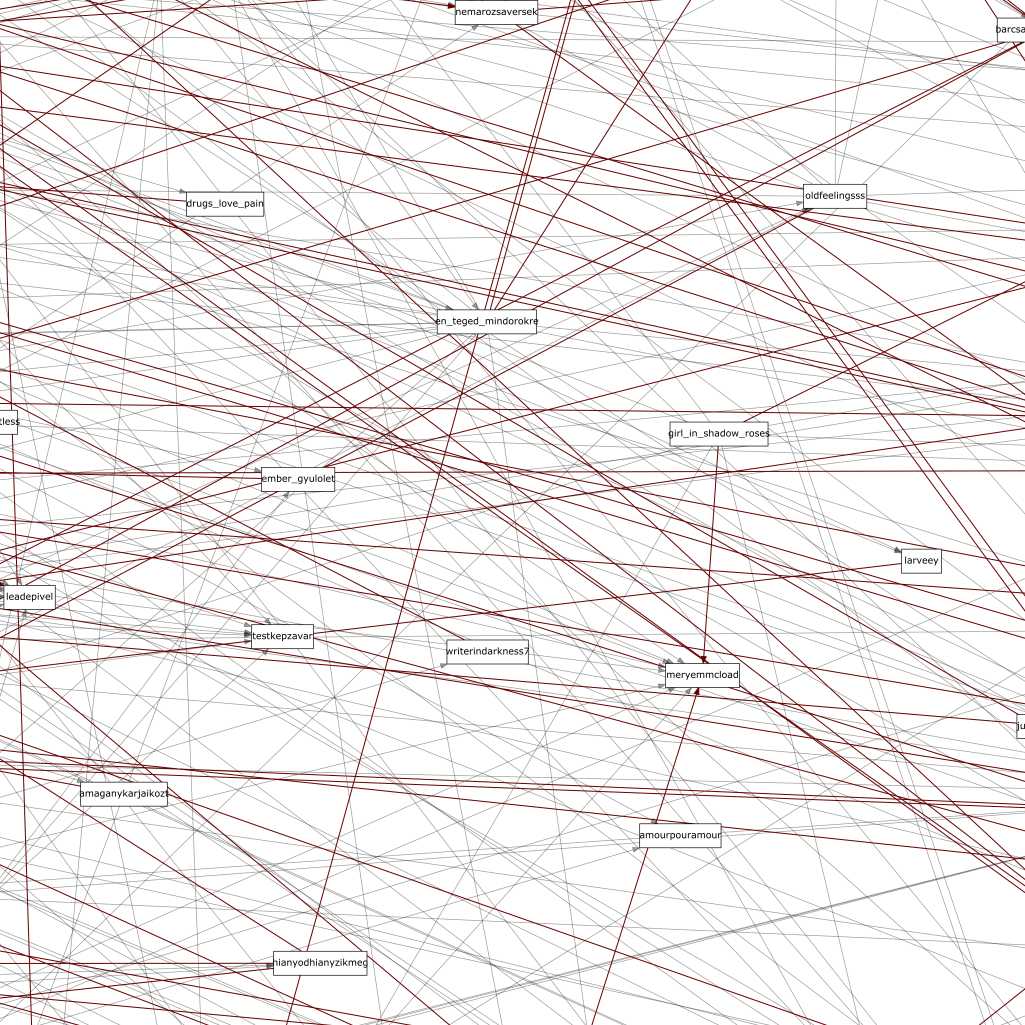 nemarozsaversek
barcsa
drugs_love_pain
oldfeelingsss
en_teged_mindorokre
tless
girl_in_shadow_roses
ember_gyulolet
larveey
leadepivel
testkepzavar
writerindarkness7
meryemmcload
ju
amaganykarjaikozt
amourpouramour
hianyodhianyzikmeg